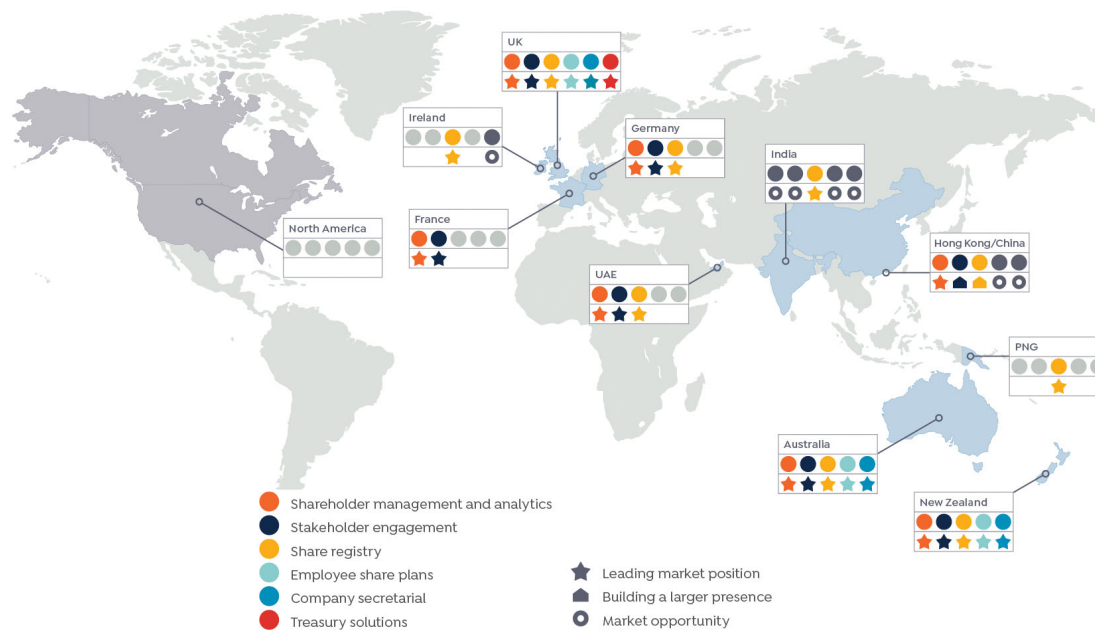 UK
Ireland
Germany
India
France
North America
Hong Kong/China
UAE
PNG
Australia
New Zealand
Shareholder management and analytics
Stakeholder engagement
Share registry
Employee share plans
Company secretarial
Treasury solutions
Leading market position
Building a larger presence
Market opportunity